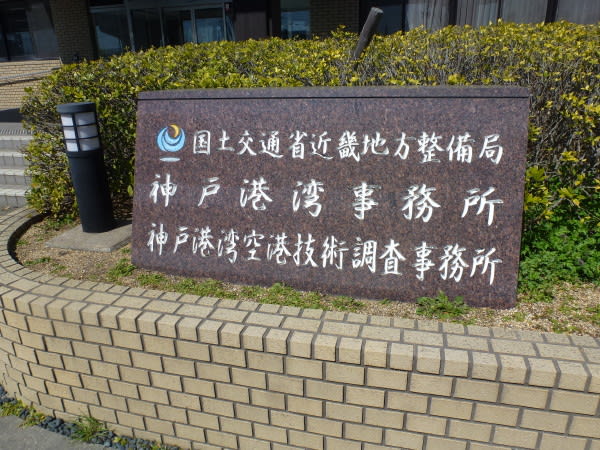 国土交通省近畿地方整備局
神戸港湾事務所
神戸港湾空港技術調査事務所